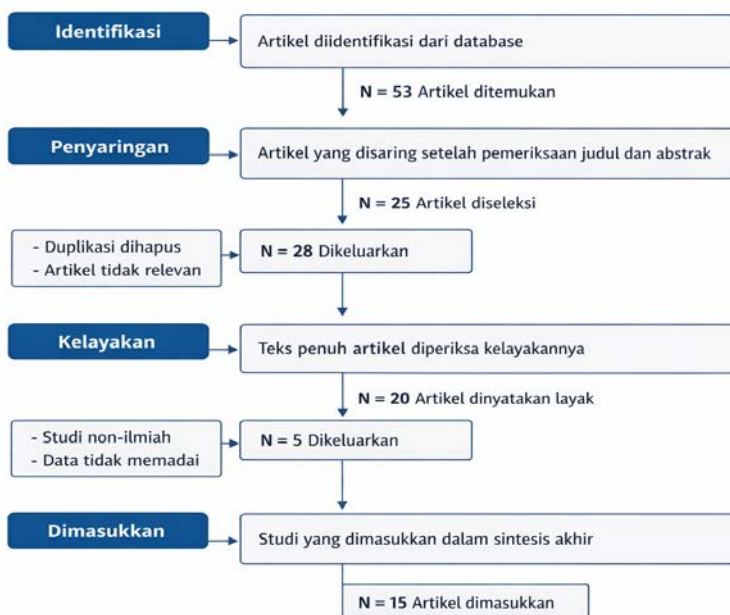 Identifikasi
Artikel diidentifikasi dari database
N = 53 Artikel ditemukan
Penyaringan
Artikel yang disaring setelah pemeriksaan judul dan abstrak
N = 25 Artikel diseleksi
- Duplikasi dihapus
- Artikel tidak relevan
N = 28 Dikeluarkan
Kelayakan
Teks penuh artikel diperiksa kelayakannya
N = 20 Artikel dinyatakan layak
- Studi non-ilmiah
- Data tidak memadai
N = 5 Dikeluarkan
Dimasukkan
Studi yang dimasukkan dalam sintesis akhir
N = 15 Artikel dimasukkan